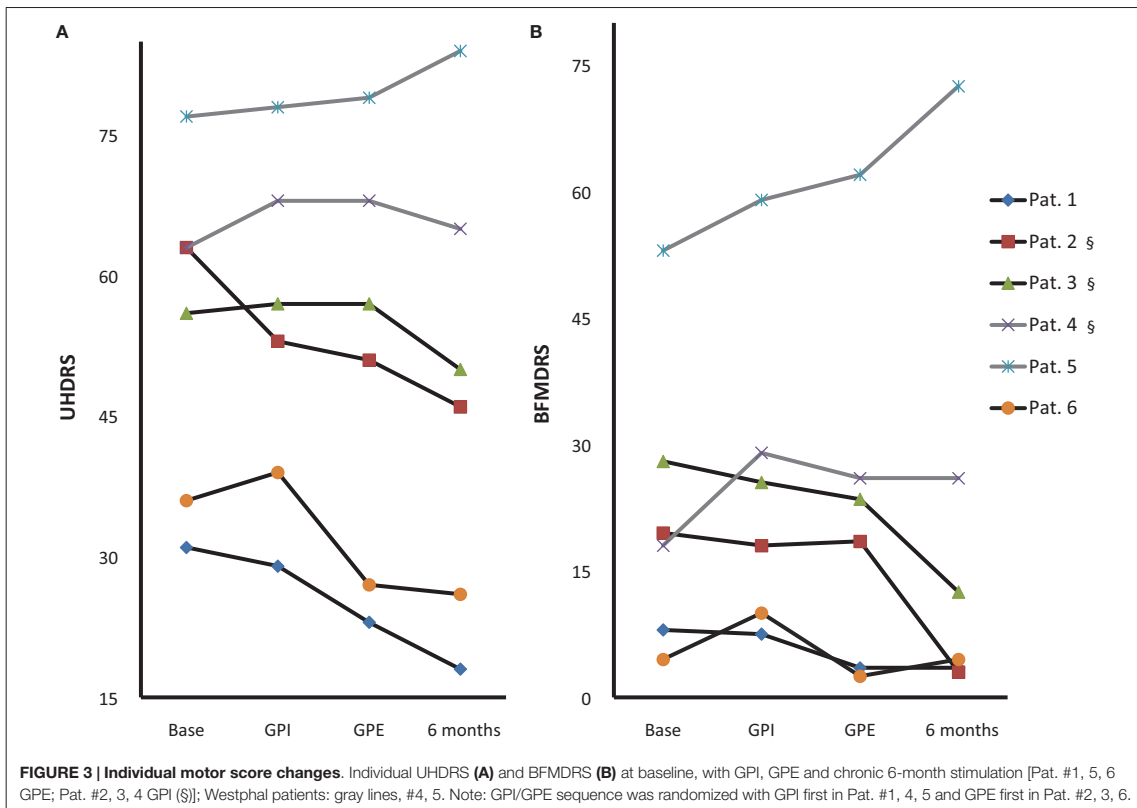 A
B
75
60
45
30
15
UHDRS
Base GPI GPE 6 months
75
60
45
30
15
0
BFMDRS
Base GPI GPE 6 months
Pat. 1
Pat. 2 §
Pat. 3 §
Pat. 4 §
Pat. 5
Pat. 6
FIGURE 3 | Individual motor score changes. Individual UHDRS (A) and BFMDRS (B) at baseline, with GPI, GPE and chronic 6-month stimulation [Pat. #1, 5, 6
GPE; Pat. #2, 3, 4 GPI (§)]; Westphal patients: gray lines, #4, 5. Note: GPI/GPE sequence was randomized with GPI first in Pat. #1, 4, 5 and GPE first in Pat. #2, 3, 6.